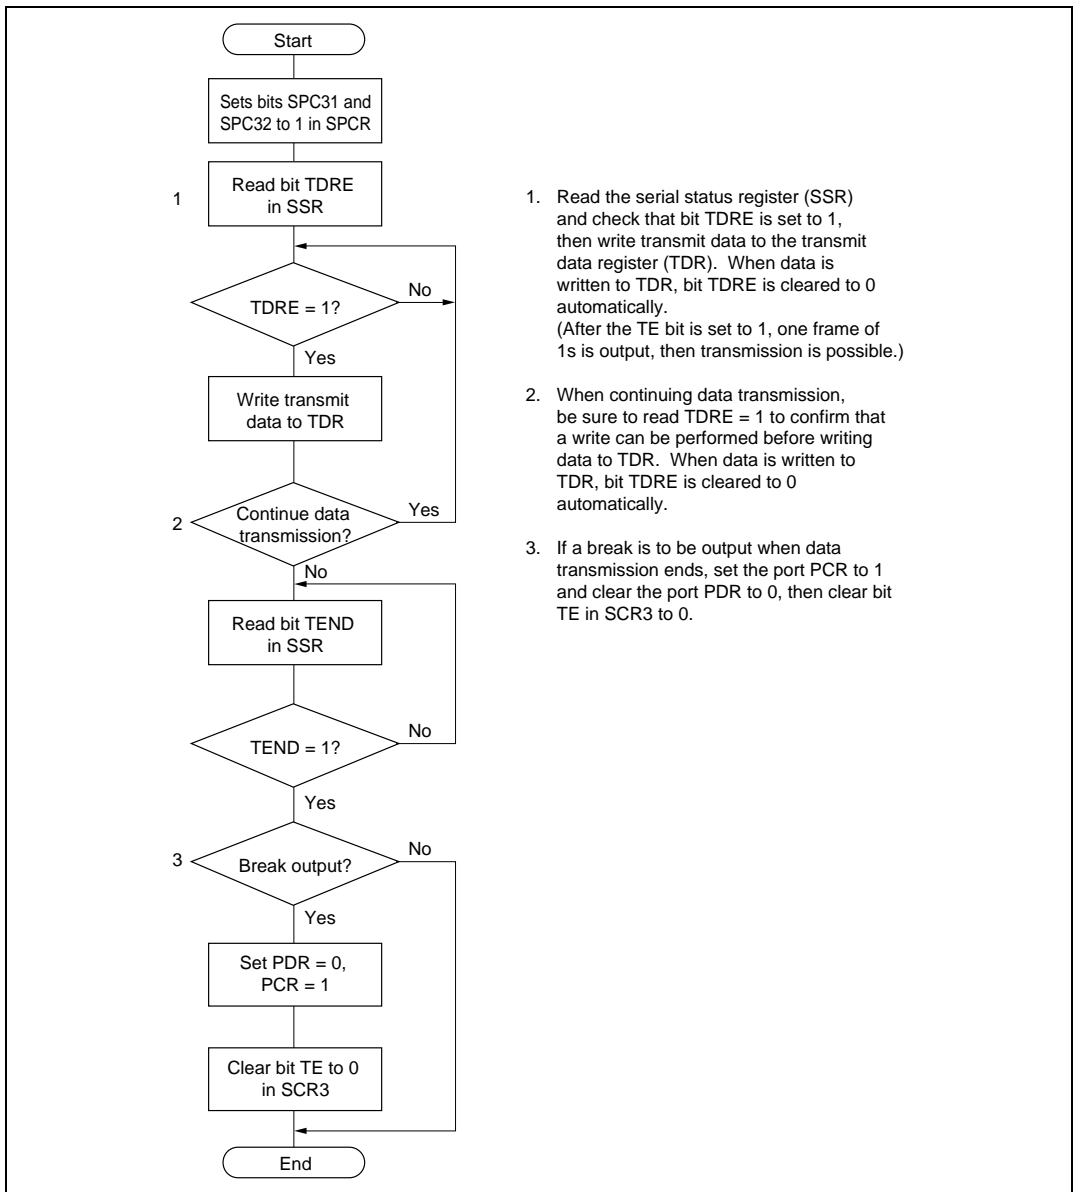 Start
Sets bits SPC31 and
SPC32 to 1 in SPCR
1
Read bit TDRE
in SSR
TDRE = 1?
No
Yes
Write transmit
data to TDR
2
Continue data
transmission?
Yes
No
Read bit TEND
in SSR
TEND = 1?
No
Yes
3
Break output?
No
Yes
Set PDR = 0,
PCR = 1
Clear bit TE to 0
in SCR3
End
1. Read the serial status register (SSR)
and check that bit TDRE is set to 1,
then write transmit data to the transmit
data register (TDR). When data is
written to TDR, bit TDRE is cleared to 0
automatically.
(After the TE bit is set to 1, one frame of
1s is output, then transmission is possible.)
2. When continuing data transmission,
be sure to read TDRE = 1 to confirm that
a write can be performed before writing
data to TDR. When data is written to
TDR, bit TDRE is cleared to 0
automatically.
3. If a break is to be output when data
transmission ends, set the port PCR to 1
and clear the port PDR to 0, then clear bit
TE in SCR3 to 0.